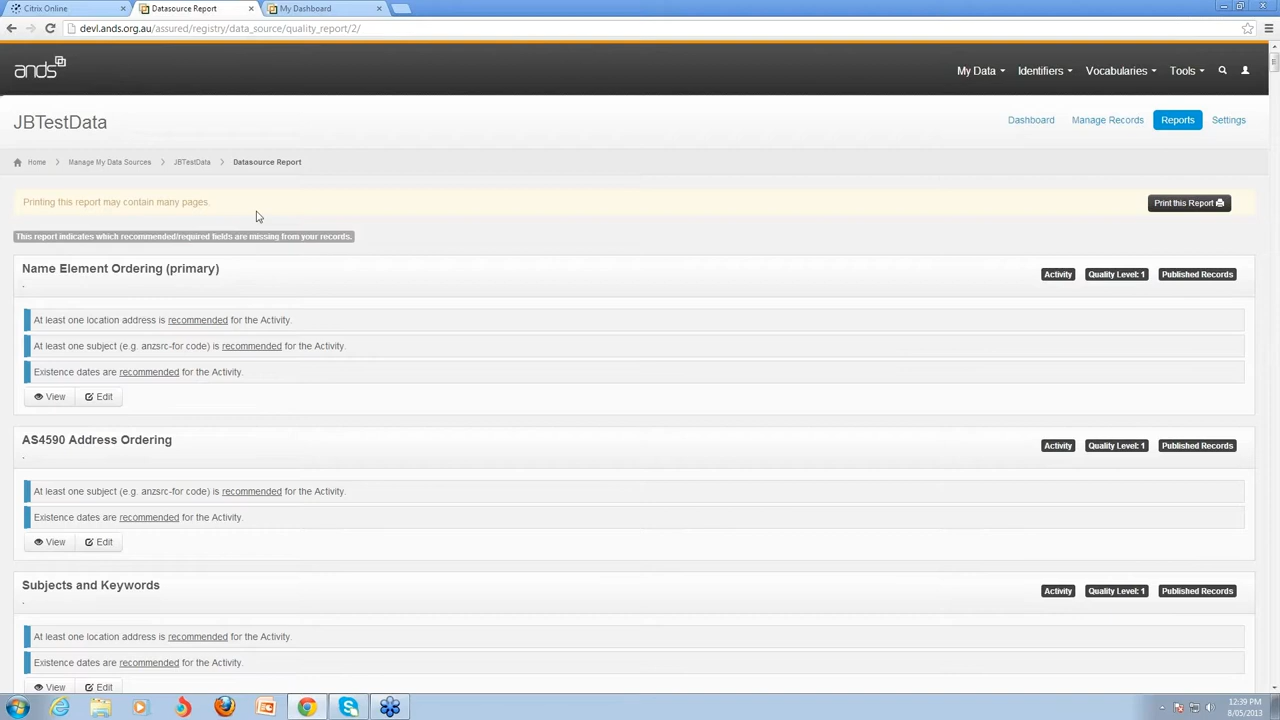 Citrix Online
Datasource Report
My Dashboard
devl.ands.org.au/assured/registry/data_source/quality_report/2/
ands
My Data
Identifiers
Vocabularies
Tools
JBTestData
Dashboard
Manage Records
Reports
Settings
Home
Manage My Data Sources
JBTestData
Datasource Report
Printing this report may contain many pages.
Print this Report
This report indicates which recommended/required fields are missing from your records.
Name Element Ordering (primary)
Activity
Quality Level: 1
Published Records
.
At least one location address is recommended for the Activity.
At least one subject (e.g. anzsrc-for code) is recommended for the Activity.
Existence dates are recommended for the Activity.
View
Edit
AS4590 Address Ordering
Activity
Quality Level: 1
Published Records
.
At least one subject (e.g. anzsrc-for code) is recommended for the Activity.
Existence dates are recommended for the Activity.
View
Edit
Subjects and Keywords
Activity
Quality Level: 1
Published Records
.
At least one location address is recommended for the Activity.
Existence dates are recommended for the Activity.
View
Edit
12:39 PM
8/05/2013